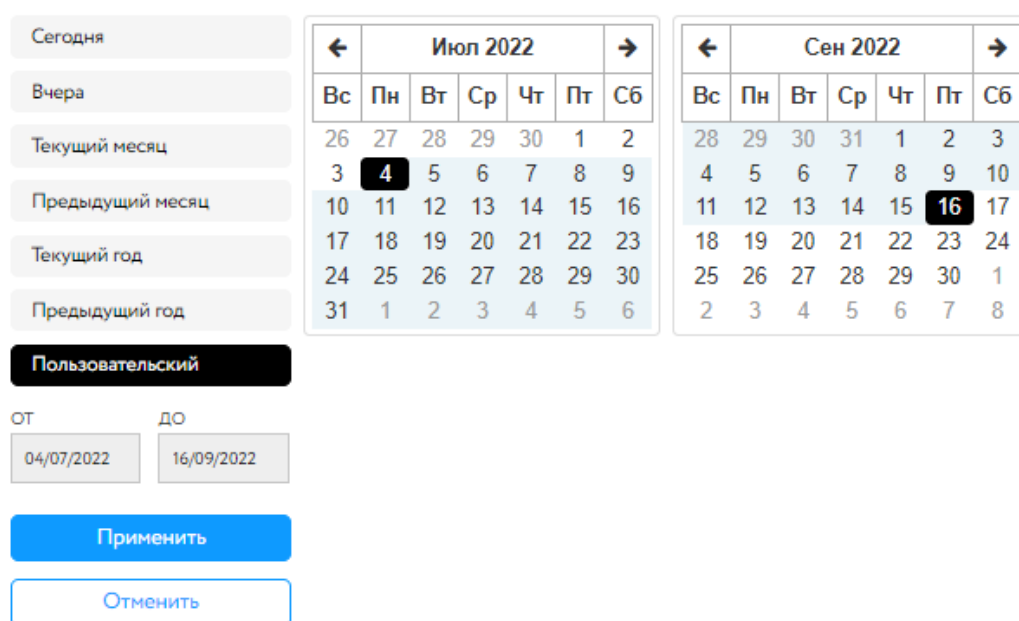 Сегодня
Вчера
Текущий месяц
Предыдущий месяц
Текущий год
Предыдущий год
Пользовательский
ОТ ДО
04/07/2022 16/09/2022
Применить
Отменить
Июл 2022
Вс Пн Вт Ср Чт Пт Сб
26 27 28 29 30 1 2
3 4 5 6 7 8 9
10 11 12 13 14 15 16
17 18 19 20 21 22 23
24 25 26 27 28 29 30
31 1 2 3 4 5 6
Сен 2022
Вс Пн Вт Ср Чт Пт Сб
28 29 30 31 1 2 3
4 5 6 7 8 9 10
11 12 13 14 15 16 17
18 19 20 21 22 23 24
25 26 27 28 29 30 1
2 3 4 5 6 7 8